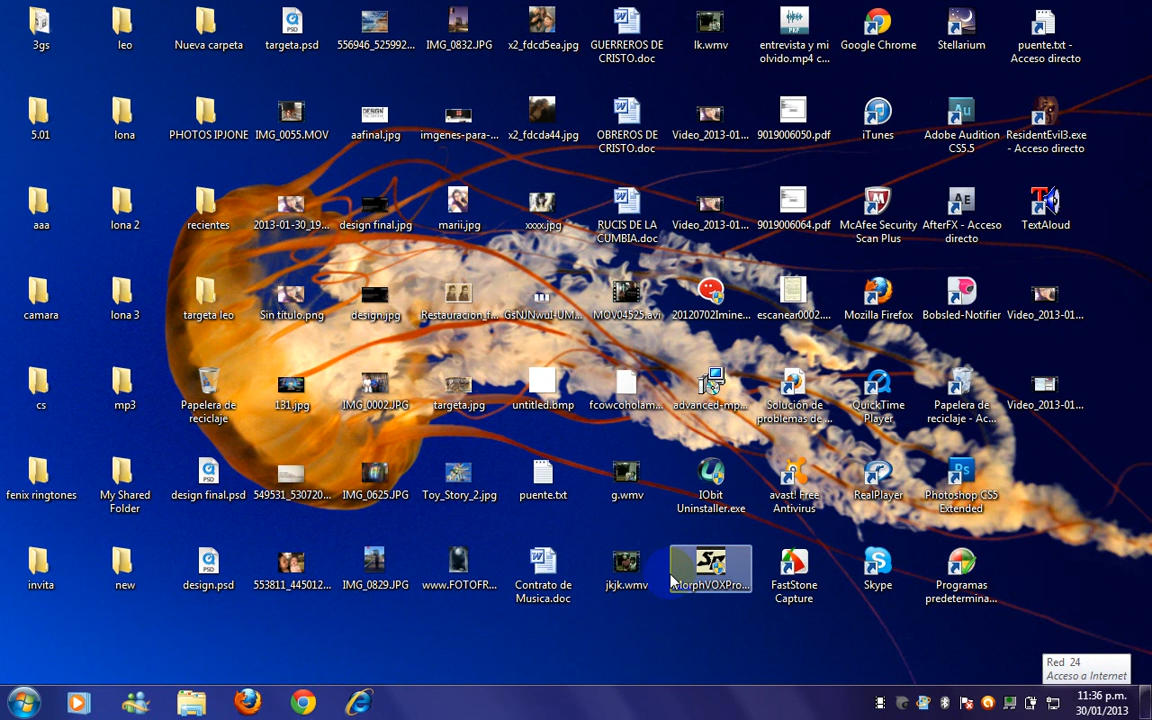 3gs
leo
Nueva carpeta
targeta.psd
556946_525992...
IMG_0832.JPG
x2_fdcd5ea.jpg
GUERREROS DE
CRISTO.doc
lk.wmv
entrevista y mi
olvido.mp4 c...
Google Chrome
Stellarium
puente.txt -
Acceso directo
5.01
lona
PHOTOS IPJONE
IMG_0055.MOV
aafinal.jpg
imgenes-para-...
x2_fdcda44.jpg
OBREROS DE
CRISTO.doc
Video_2013-01...
9019006050.pdf
iTunes
Adobe Audition
CS5.5
ResidentEvil3.exe
- Acceso directo
aaa
lona 2
recientes
2013-01-30_19...
design final.jpg
marii.jpg
xxxx.jpg
RUCIS DE LA
CUMBIA.doc
Video_2013-01...
9019006064.pdf
McAfee Security
Scan Plus
AfterFX - Acceso
directo
TextAloud
camara
lona 3
targeta leo
Sin título.png
design.jpg
Restauracion_f...
GsNJNwuI-UM...
MOV04525.avi
20120702Imine...
escanear0002....
Mozilla Firefox
Bobsled-Notifier
Video_2013-01...
cs
mp3
Papelera de
reciclaje
131.jpg
IMG_0002.JPG
targeta.jpg
untitled.bmp
fcowcoholam...
advanced-mp...
Solución de
problemas de ...
QuickTime
Player
Papelera de
reciclaje - Ac...
Video_2013-01...
fenix ringtones
My Shared
Folder
design final.psd
549531_530720...
IMG_0625.JPG
Toy_Story_2.jpg
puente.txt
g.wmv
IObit
Uninstaller.exe
avast! Free
Antivirus
RealPlayer
Photoshop CS5
Extended
invita
new
design.psd
553811_445012...
IMG_0829.JPG
www.FOTOFR...
Contrato de
Musica.doc
jkjk.wmv
MorphVOXPro...
FastStone
Capture
Skype
Programas
predetermina...
Red 24
Acceso a Internet
11:36 p.m.
30/01/2013